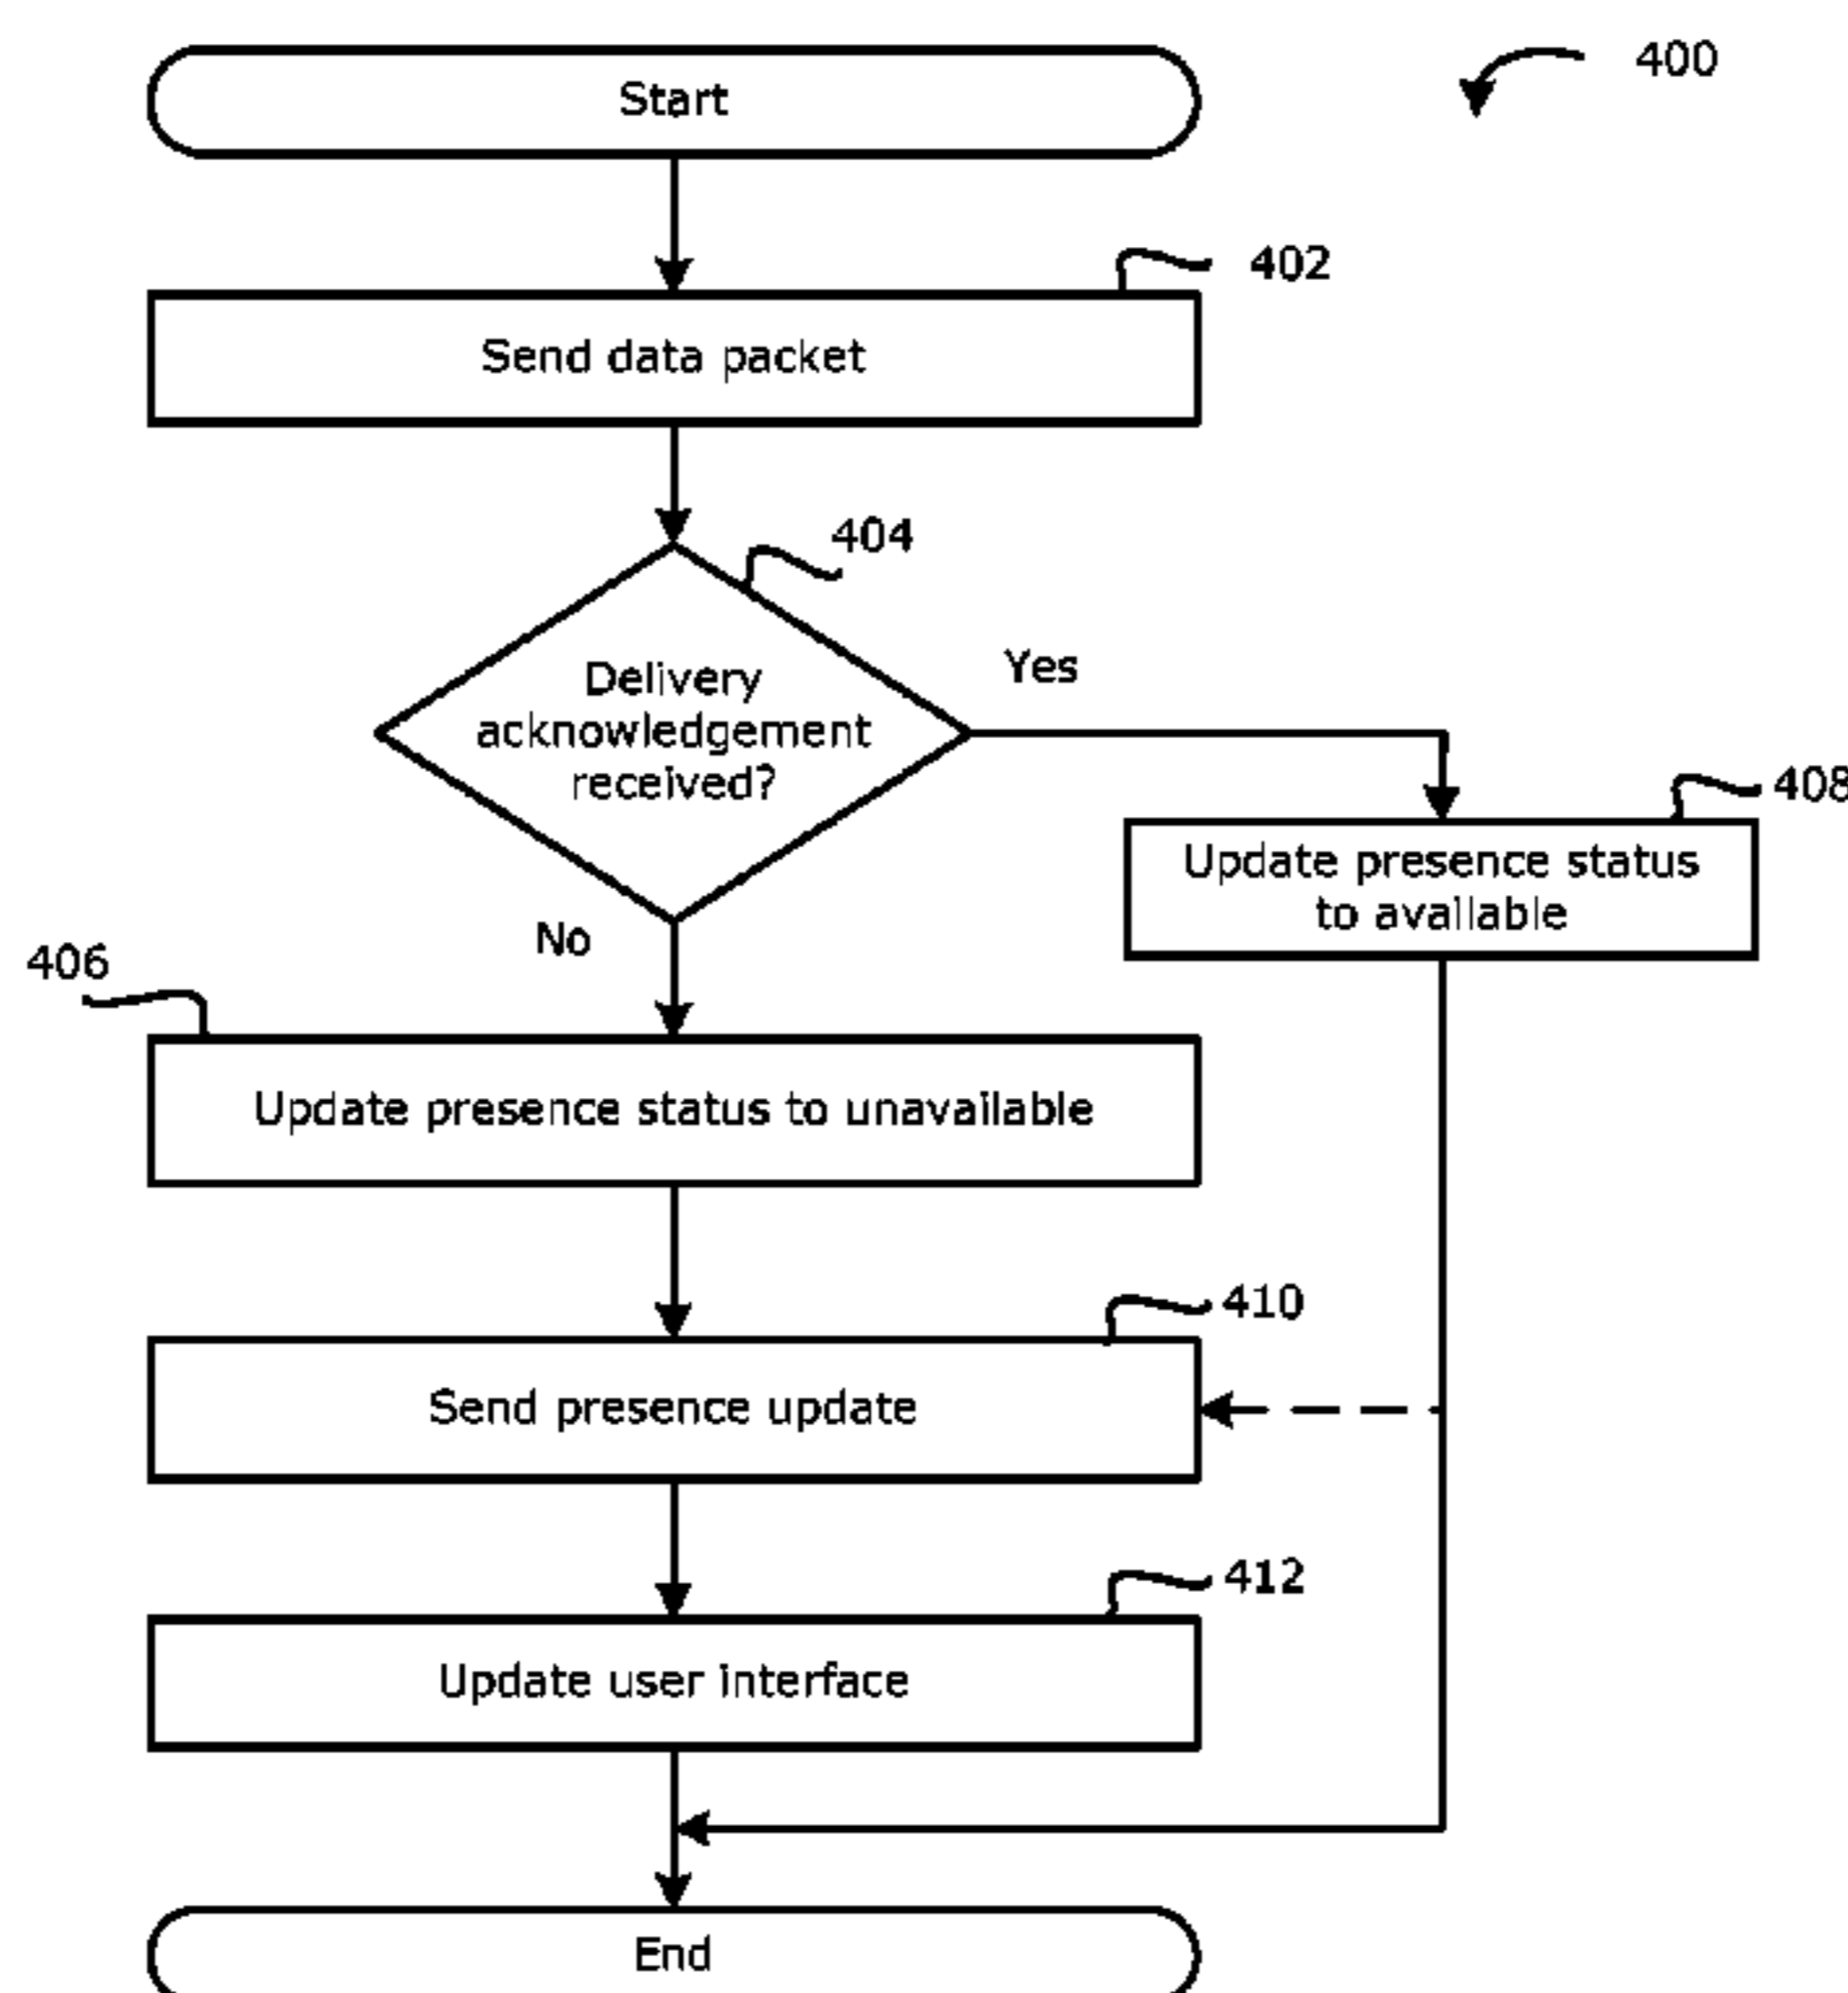 Start
400
402
Send data packet
404
Delivery
acknowledgement
received?
Yes
408
Update presence status
to available
No
406
Update presence status to unavailable
410
Send presence update
412
Update user interface
End